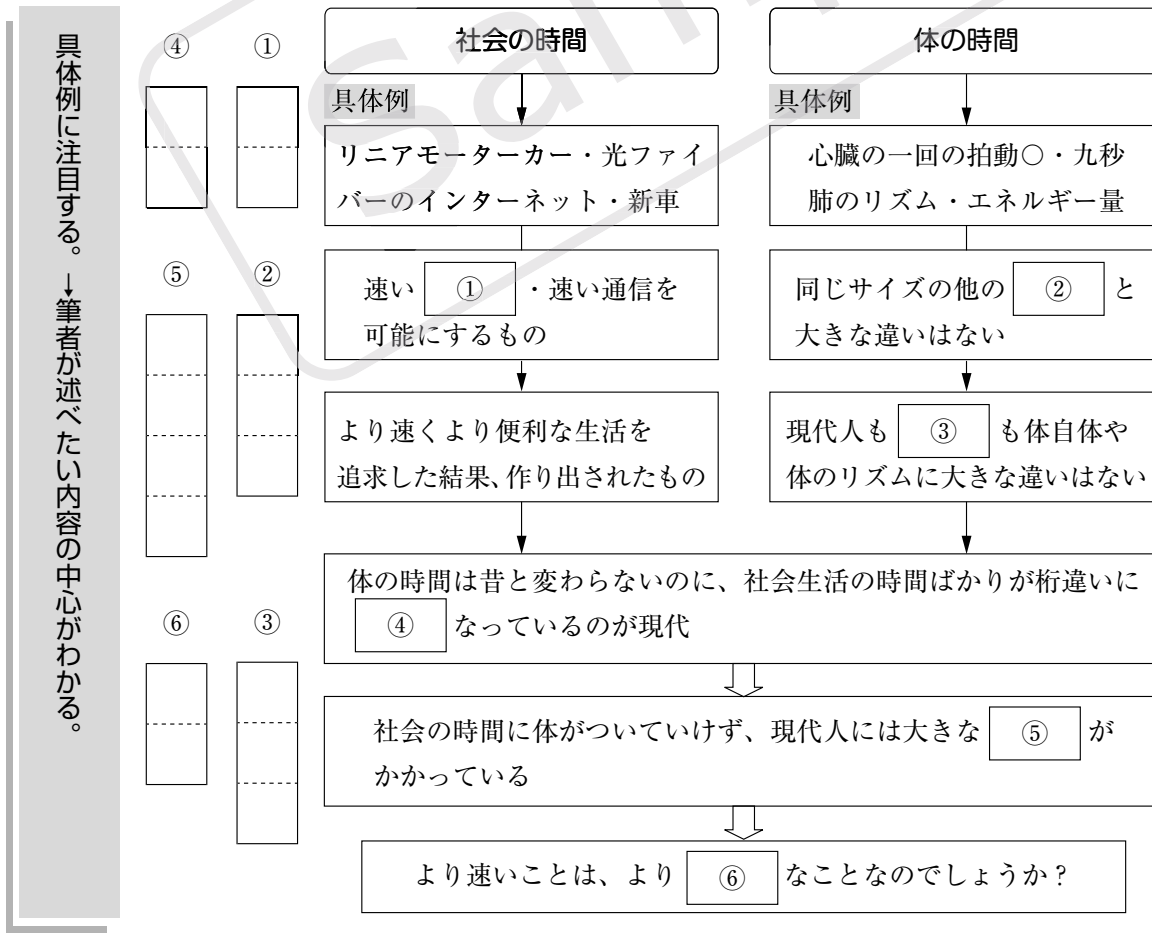 具体例に注目する。→筆者が述べたい内容の中心がわかる。
①
②
③
④
⑤
⑥
社会の時間
具体例
リニアモーターカー・光ファイ
バーのインターネット・新車
速い ① ・速い通信を
可能にするもの
より速くより便利な生活を
追求した結果、作り出されたもの
体の時間
具体例
心臓の一回の拍動○・九秒
肺のリズム・エネルギー量
同じサイズの他の ② と
大きな違いはない
現代人も ③ も体自体や
体のリズムに大きな違いはない
体の時間は昔と変わらないのに、社会生活の時間ばかりが桁違いに
④ なっているのが現代
社会の時間に体がついていけず、現代人には大きな ⑤ が
かかっている
より速いことは、より ⑥ なことなのでしょうか?